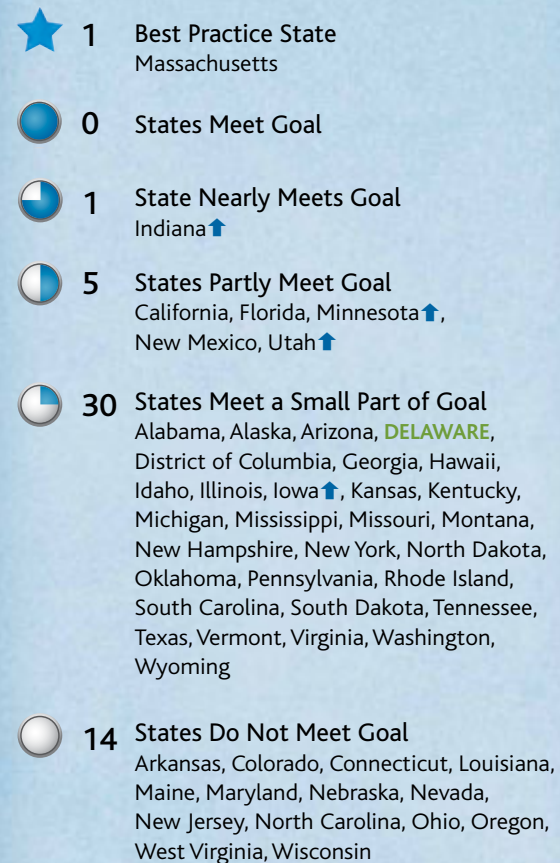 1 Best Practice State
Massachusetts
0 States Meet Goal
1 State Nearly Meets Goal
Indiana⬆
5 States Partly Meet Goal
California, Florida, Minnesota⬆,
New Mexico, Utah⬆
30 States Meet a Small Part of Goal
Alabama, Alaska, Arizona, DELAWARE,
District of Columbia, Georgia, Hawaii,
Idaho, Illinois, Iowa⬆, Kansas, Kentucky,
Michigan, Mississippi, Missouri, Montana,
New Hampshire, New York, North Dakota,
Oklahoma, Pennsylvania, Rhode Island,
South Carolina, South Dakota, Tennessee,
Texas, Vermont, Virginia, Washington,
Wyoming
14 States Do Not Meet Goal
Arkansas, Colorado, Connecticut, Louisiana,
Maine, Maryland, Nebraska, Nevada,
New Jersey, North Carolina, Ohio, Oregon,
West Virginia, Wisconsin